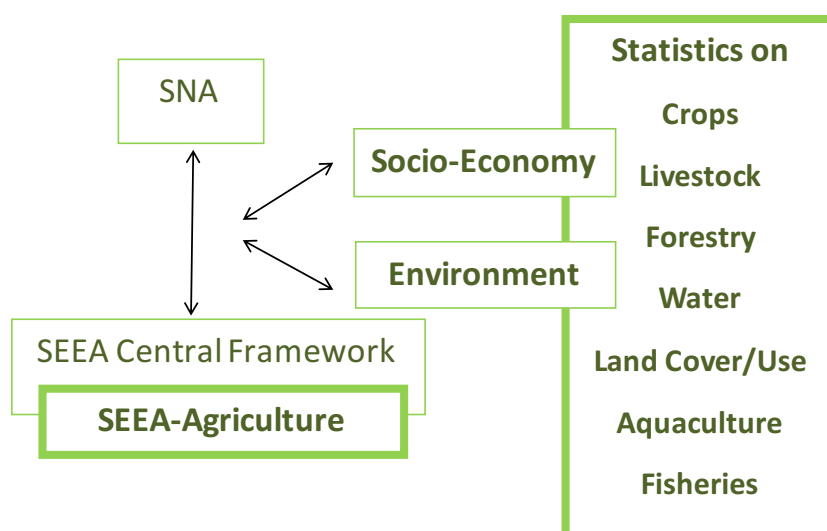 SNA
Socio-Economy
Environment
SEEA Central Framework
SEEA-Agriculture
Statistics on
Crops
Livestock
Forestry
Water
Land Cover/Use
Aquaculture
Fisheries